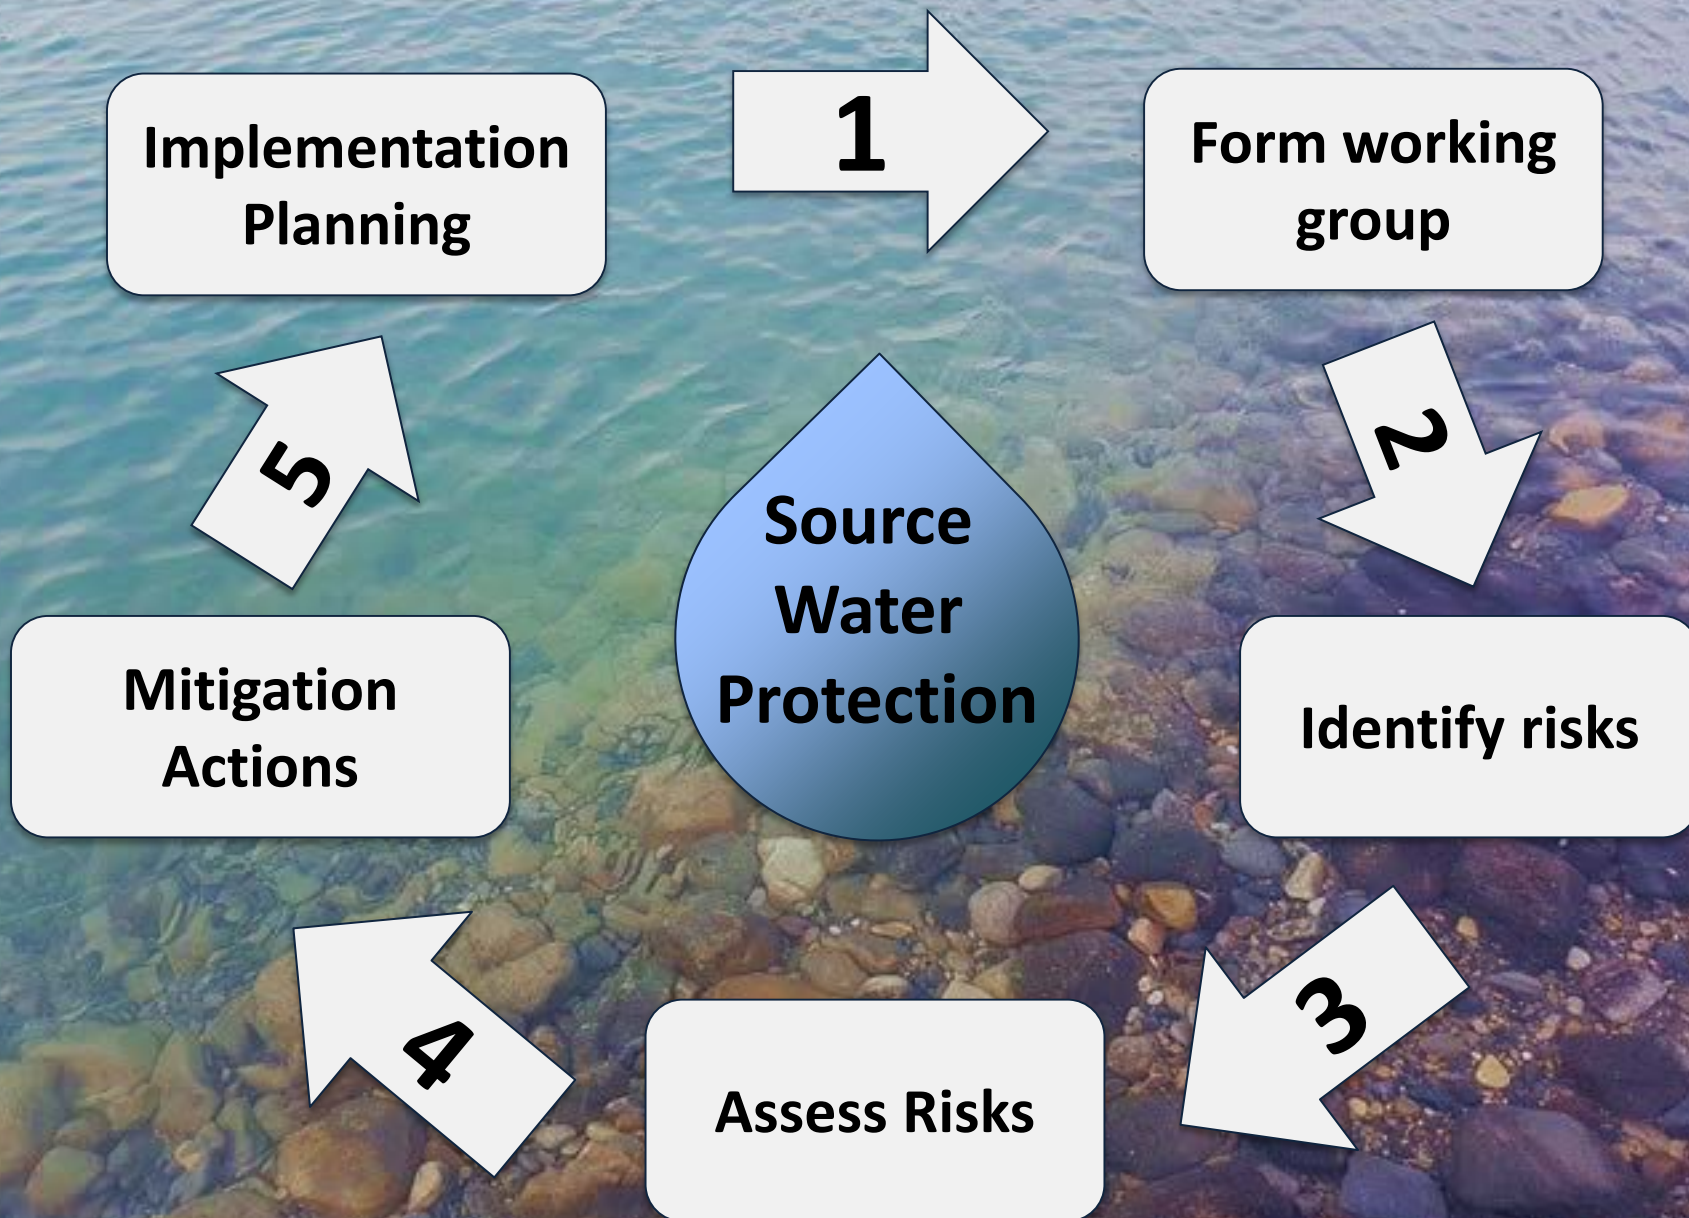 Implementation
Planning
1
Form working
group
2
Identify risks
3
Assess Risks
4
Mitigation
Actions
5
Source
Water
Protection